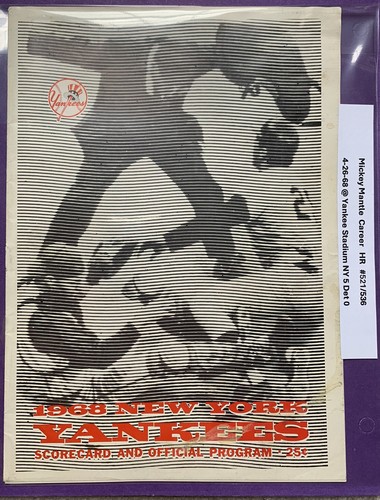 Yankees
1968 NEW YORK
YANKEES
SCORECARD AND OFFICIAL PROGRAM · 25¢
Mickey Mantle Career HR #521/536
4-26-68 @ Yankee Stadium NY 5 Det 0